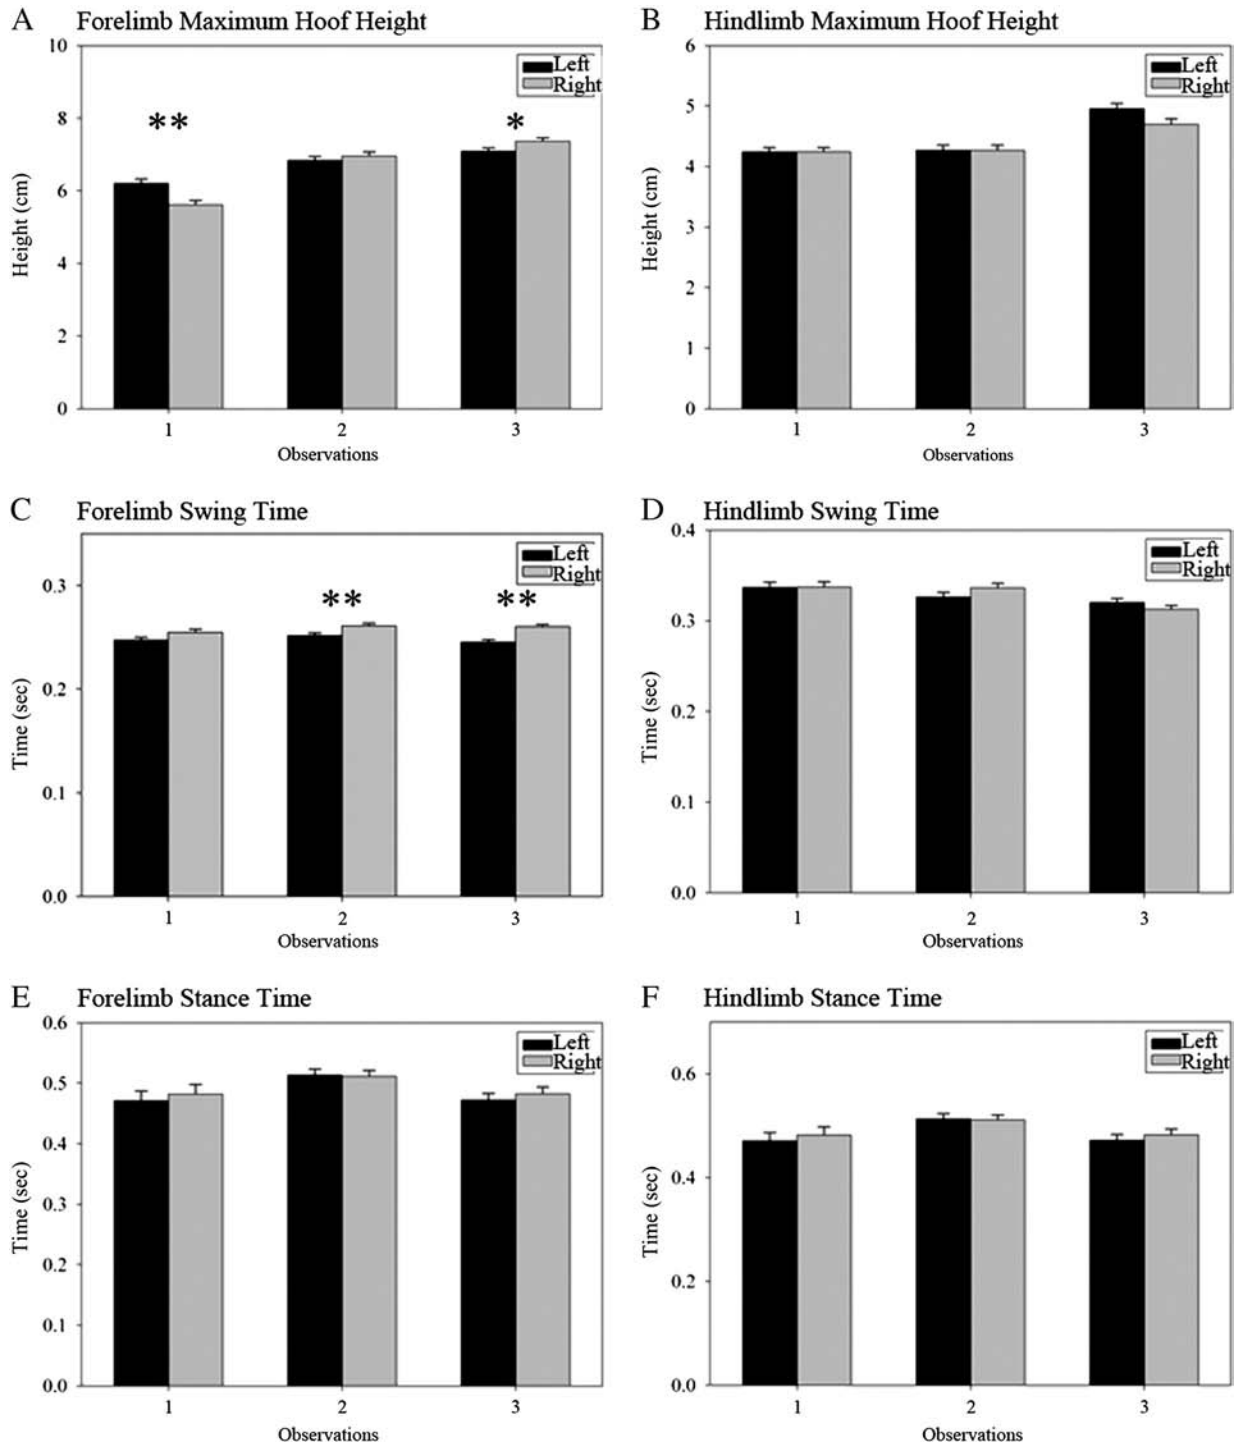 A Forelimb Maximum Hoof Height
10
8
6
4
2
0
Height (cm)
Left
Right
**
*
1 2 3
Observations
B Hindlimb Maximum Hoof Height
6
5
4
3
2
1
0
Height (cm)
Left
Right
1 2 3
Observations
C Forelimb Swing Time
0.3
0.2
0.1
0.0
Time (sec)
Left
Right
** **
1 2 3
Observations
D Hindlimb Swing Time
0.4
0.3
0.2
0.1
0.0
Time (sec)
Left
Right
1 2 3
Observations
E Forelimb Stance Time
0.6
0.5
0.4
0.3
0.2
0.1
0.0
Time (sec)
Left
Right
1 2 3
Observations
F Hindlimb Stance Time
0.6
0.4
0.2
0.0
Time (sec)
Left
Right
1 2 3
Observations